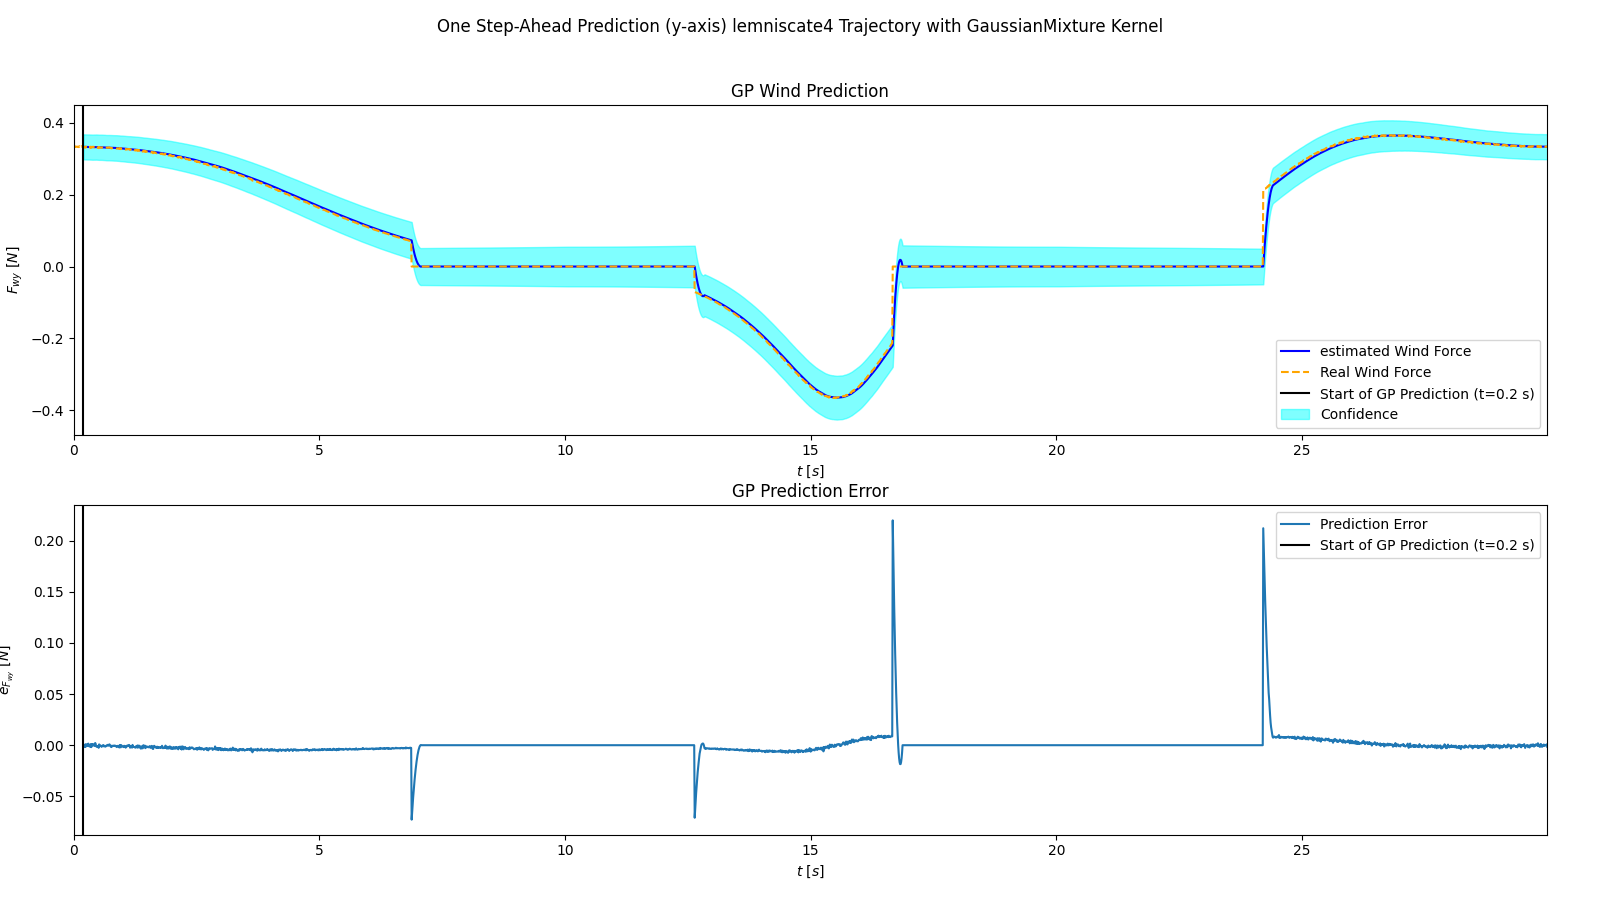 One Step-Ahead Prediction (y-axis) lemniscate4 Trajectory with GaussianMixture Kernel
GP Wind Prediction
F_wy [N]
0.4
0.2
0.0
−0.2
−0.4
estimated Wind Force
Real Wind Force
Start of GP Prediction (t=0.2 s)
Confidence
0 5 10 15 20 25
t [s]
GP Prediction Error
e_F_wy [N]
0.20
0.15
0.10
0.05
0.00
−0.05
Prediction Error
Start of GP Prediction (t=0.2 s)
0 5 10 15 20 25
t [s]